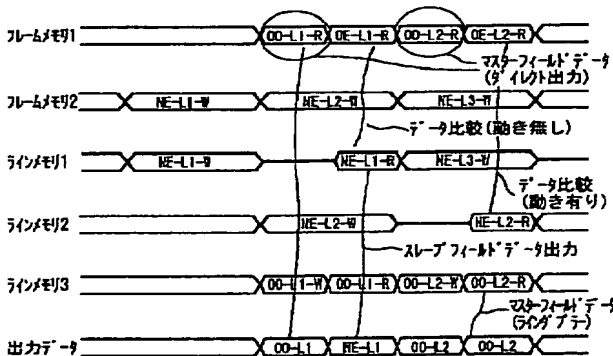 フレームメモリ1 OO-L1-R OE-L1-R OO-L2-R OE-L2-R
マスターフィールドデータ
(ダイレクト出力)
フレームメモリ2 NE-L1-W NE-L2-W NE-L3-W
データ比較(動き無し)
ラインメモリ1 NE-L1-W NE-L1-R NE-L3-W
データ比較
(動き有り)
ラインメモリ2 NE-L2-W NE-L2-R
スレーブフィールドデータ出力
ラインメモリ3 OO-L1-W OO-L1-R OO-L2-W OO-L2-R
マスターフィールドデータ
(ラインダブラー)
出力データ OO-L1 NE-L1 OO-L2 OO-L2